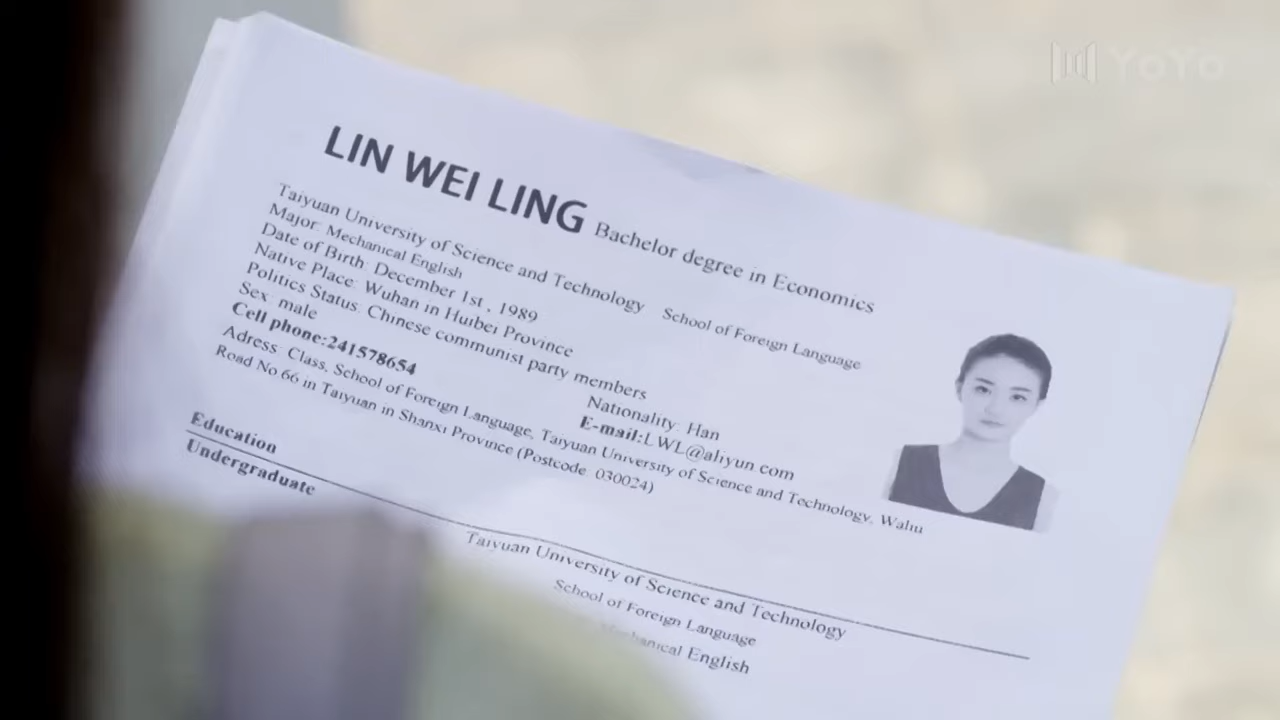 YoYo
LIN WEI LING Bachelor degree in Economics
Taiyuan University of Science and Technology School of Foreign Language
Major: Mechanical English
Date of Birth: December 1st , 1989
Native Place: Wuhan in Huibei Province
Politics Status: Chinese communist party members
Sex: male Nationality: Han
Cell phone:241578654 E-mail:LWL@aliyun.com
Adress: Class, School of Foreign Language, Taiyuan University of Science and Technology, Waliu
Road No 66 in Taiyuan in Shanxi Province (Postcode 030024)
Education
Undergraduate
Taiyuan University of Science and Technology
School of Foreign Language
Mechanical English